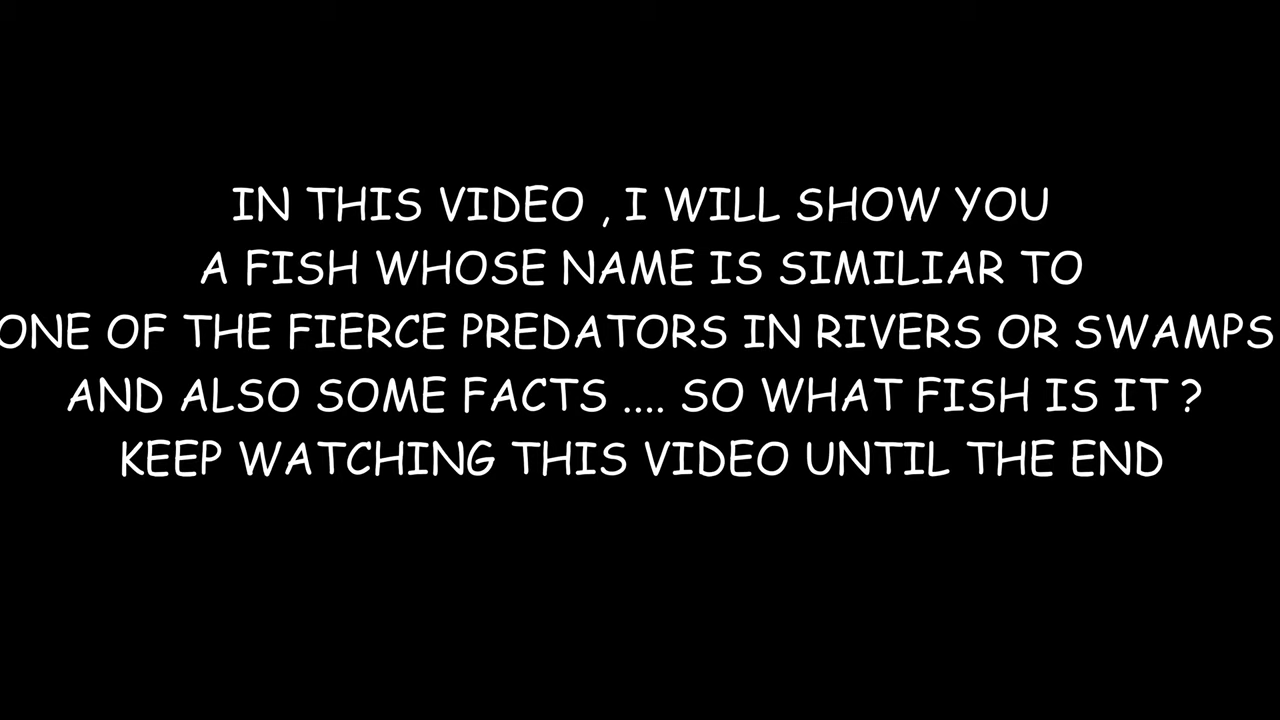 IN THIS VIDEO , I WILL SHOW YOU
A FISH WHOSE NAME IS SIMILIAR TO
ONE OF THE FIERCE PREDATORS IN RIVERS OR SWAMPS
AND ALSO SOME FACTS .... SO WHAT FISH IS IT ?
KEEP WATCHING THIS VIDEO UNTIL THE END